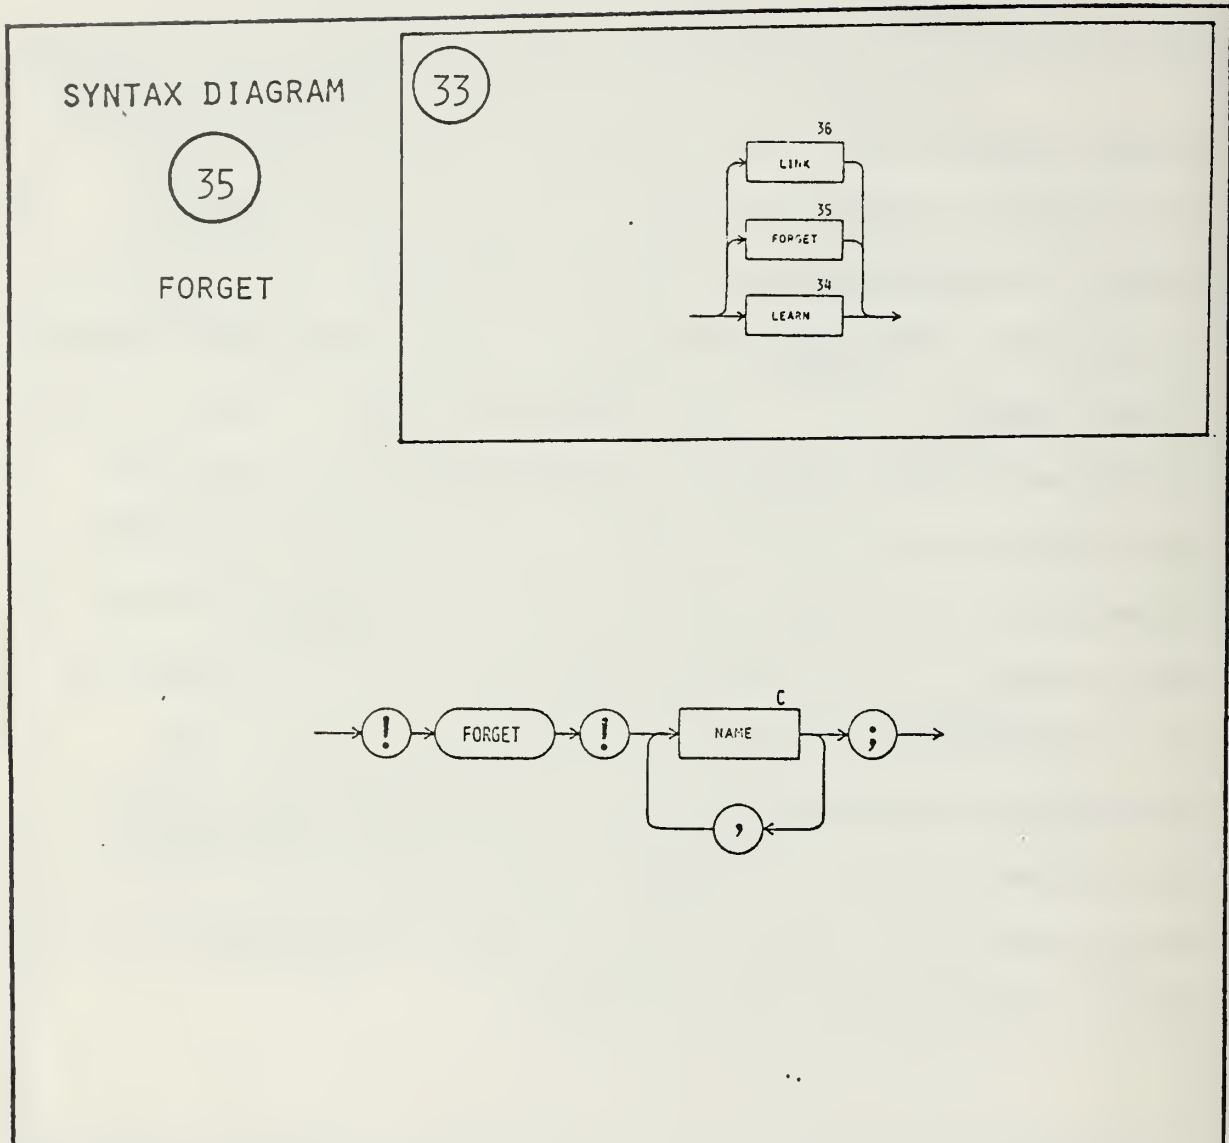 SYNTAX DIAGRAM
35
FORGET
33
36
LINK
35
FORGET
34
LEARN
! FORGET ! NAME C ;
,